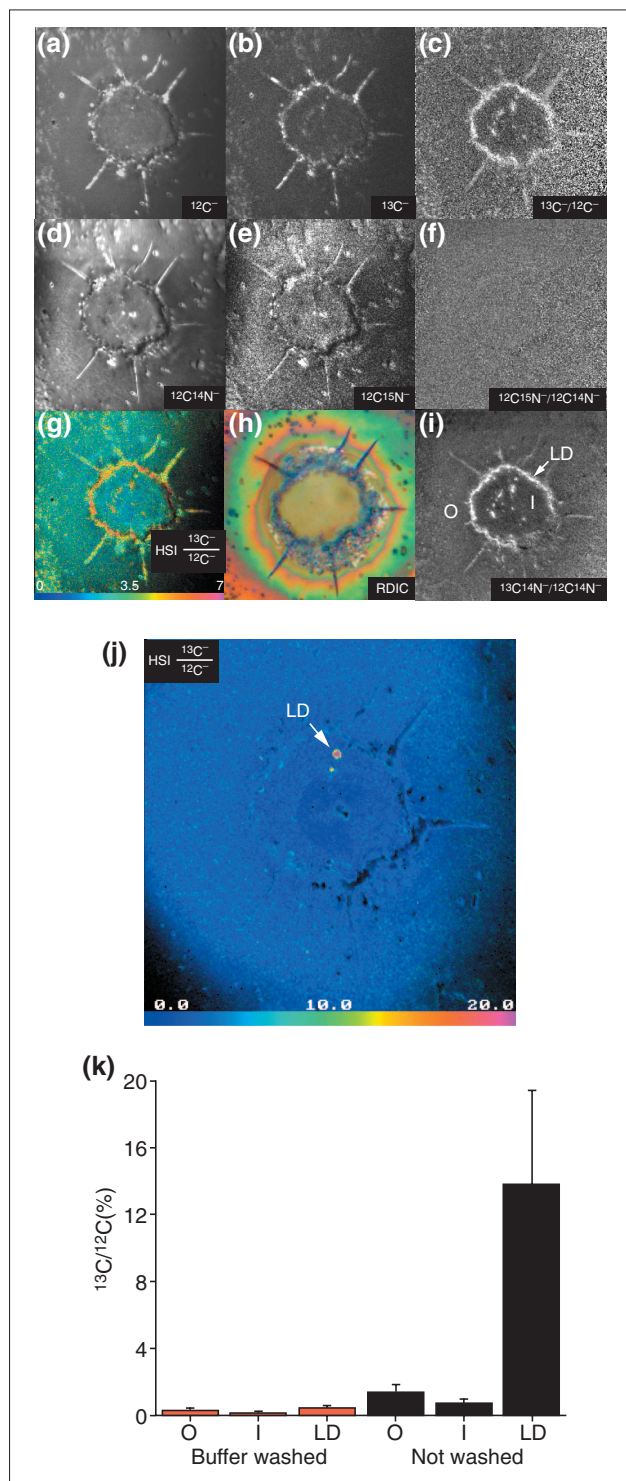 (a)
(b)
(c)
¹²C⁻
¹³C⁻
¹³C⁻/¹²C⁻
(d)
(e)
(f)
¹²C¹⁴N⁻
¹²C¹⁵N⁻
¹²C¹⁵N⁻/¹²C¹⁴N⁻
(g)
(h)
(i)
LD
O
I
HSI ¹³C⁻
¹²C⁻
0 3.5 7
RDIC
¹³C¹⁴N⁻/¹²C¹⁴N⁻
(j)
HSI ¹³C⁻
¹²C⁻
LD
0.0 10.0 20.0
(k)
20
16
12
8
4
0
¹³C/¹²C(%)
O I LD O I LD
Buffer washed Not washed